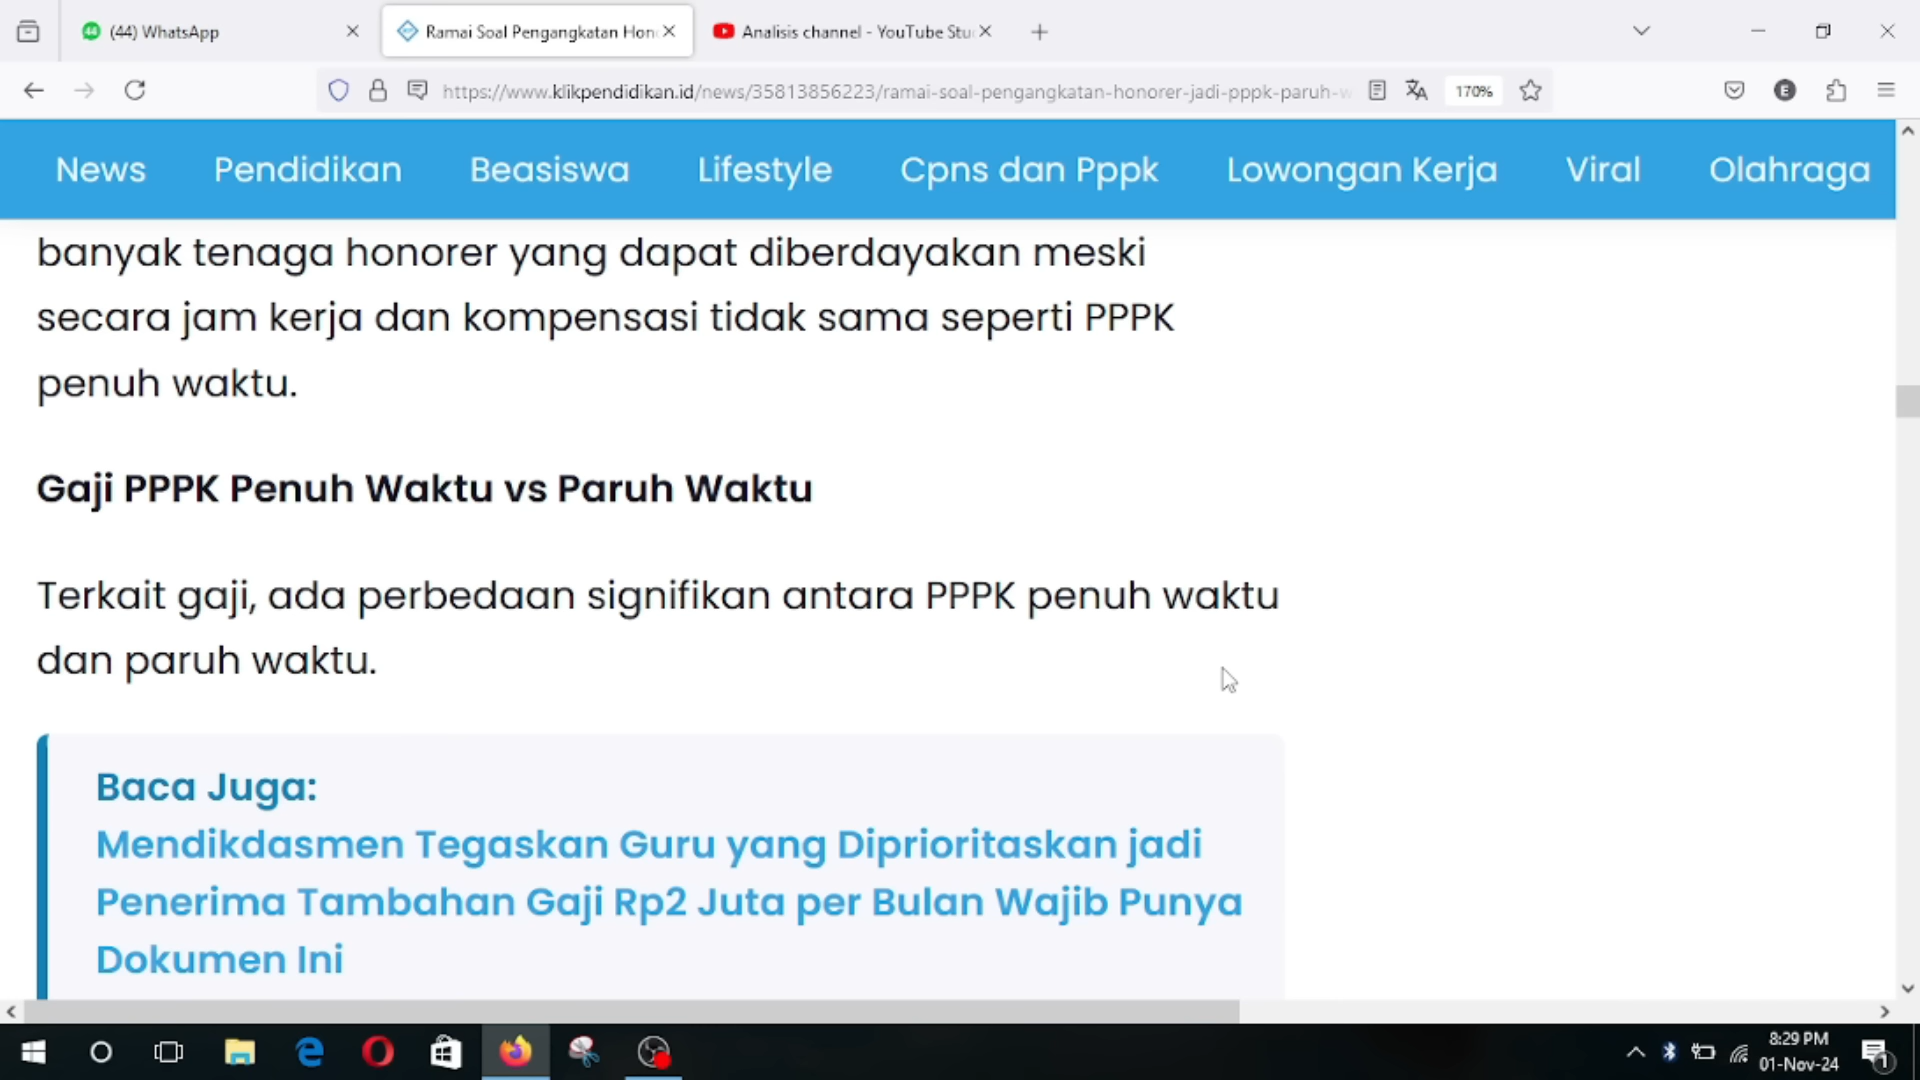 (44) WhatsApp
Ramai Soal Pengangkatan Hon
Analisis channel - YouTube Stu
https://www.klikpendidikan.id/news/35813856223/ramai-soal-pengangkatan-honorer-jadi-pppk-paruh-w
170%
E
News Pendidikan Beasiswa Lifestyle Cpns dan Pppk Lowongan Kerja Viral Olahraga
banyak tenaga honorer yang dapat diberdayakan meski
secara jam kerja dan kompensasi tidak sama seperti PPPK
penuh waktu.
Gaji PPPK Penuh Waktu vs Paruh Waktu
Terkait gaji, ada perbedaan signifikan antara PPPK penuh waktu
dan paruh waktu.
Baca Juga:
Mendikdasmen Tegaskan Guru yang Diprioritaskan jadi
Penerima Tambahan Gaji Rp2 Juta per Bulan Wajib Punya
Dokumen Ini
8:29 PM
01-Nov-24
1